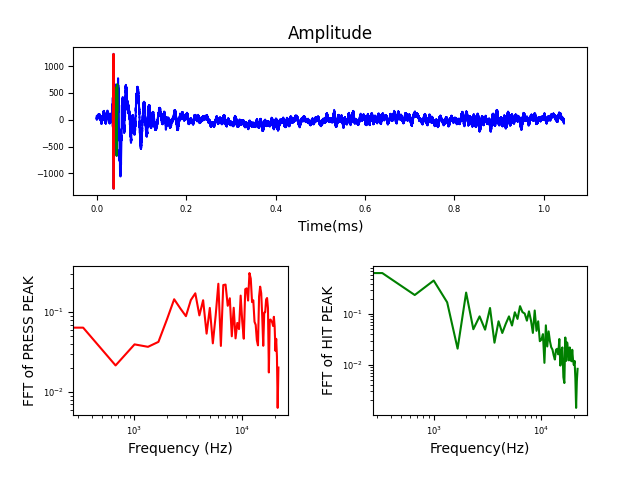 Amplitude
1000
500
0
−500
−1000
0.0 0.2 0.4 0.6 0.8 1.0
Time(ms)
FFT of PRESS PEAK
10⁻¹
10⁻²
10³ 10⁴
Frequency (Hz)
FFT of HIT PEAK
10⁻¹
10⁻²
10³ 10⁴
Frequency(Hz)